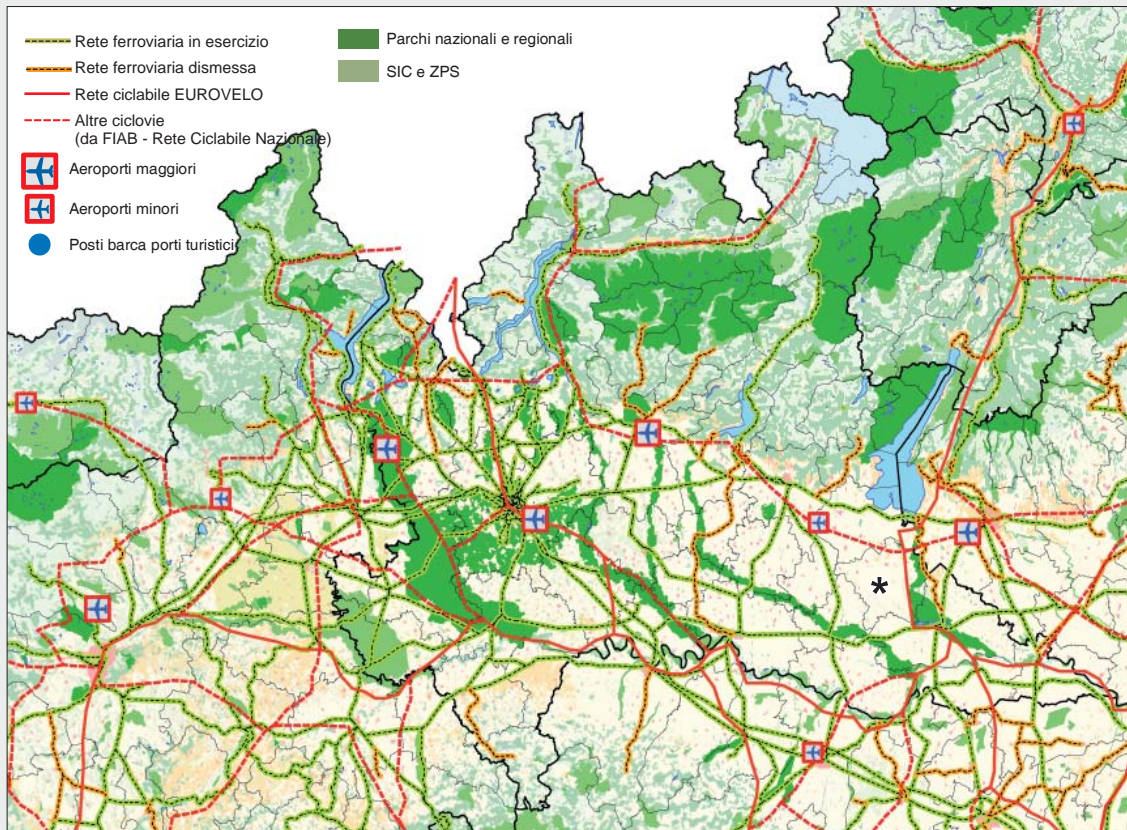 Rete ferroviaria in esercizio
Rete ferroviaria dismessa
Rete ciclabile EUROVELO
Altre ciclovie
(da FIAB - Rete Ciclabile Nazionale)
Aeroporti maggiori
Aeroporti minori
Posti barca porti turistici
Parchi nazionali e regionali
SIC e ZPS
*